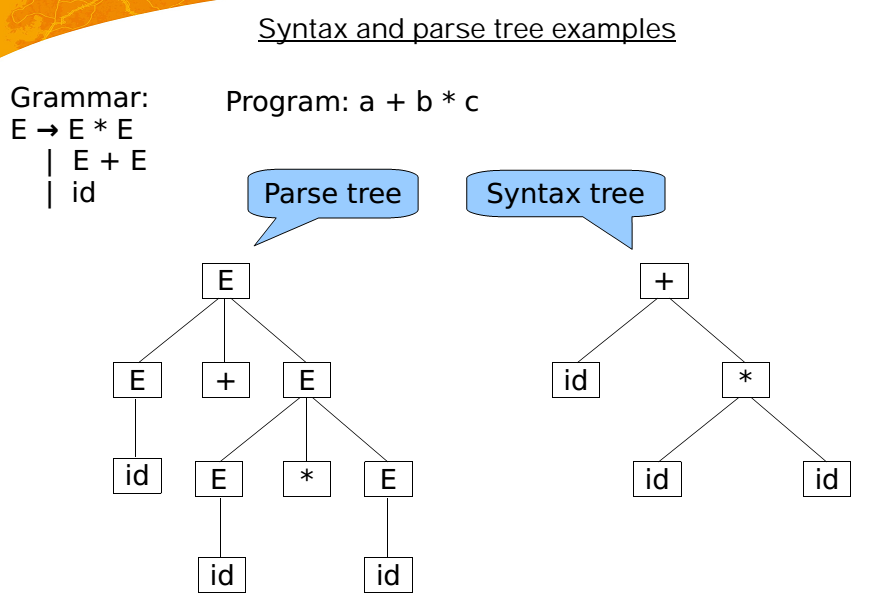 Syntax and parse tree examples
Grammar:
E → E * E
| E + E
| id
Program: a + b * c
Parse tree
Syntax tree
E
+
E + E
id *
id E * E
id id
id id